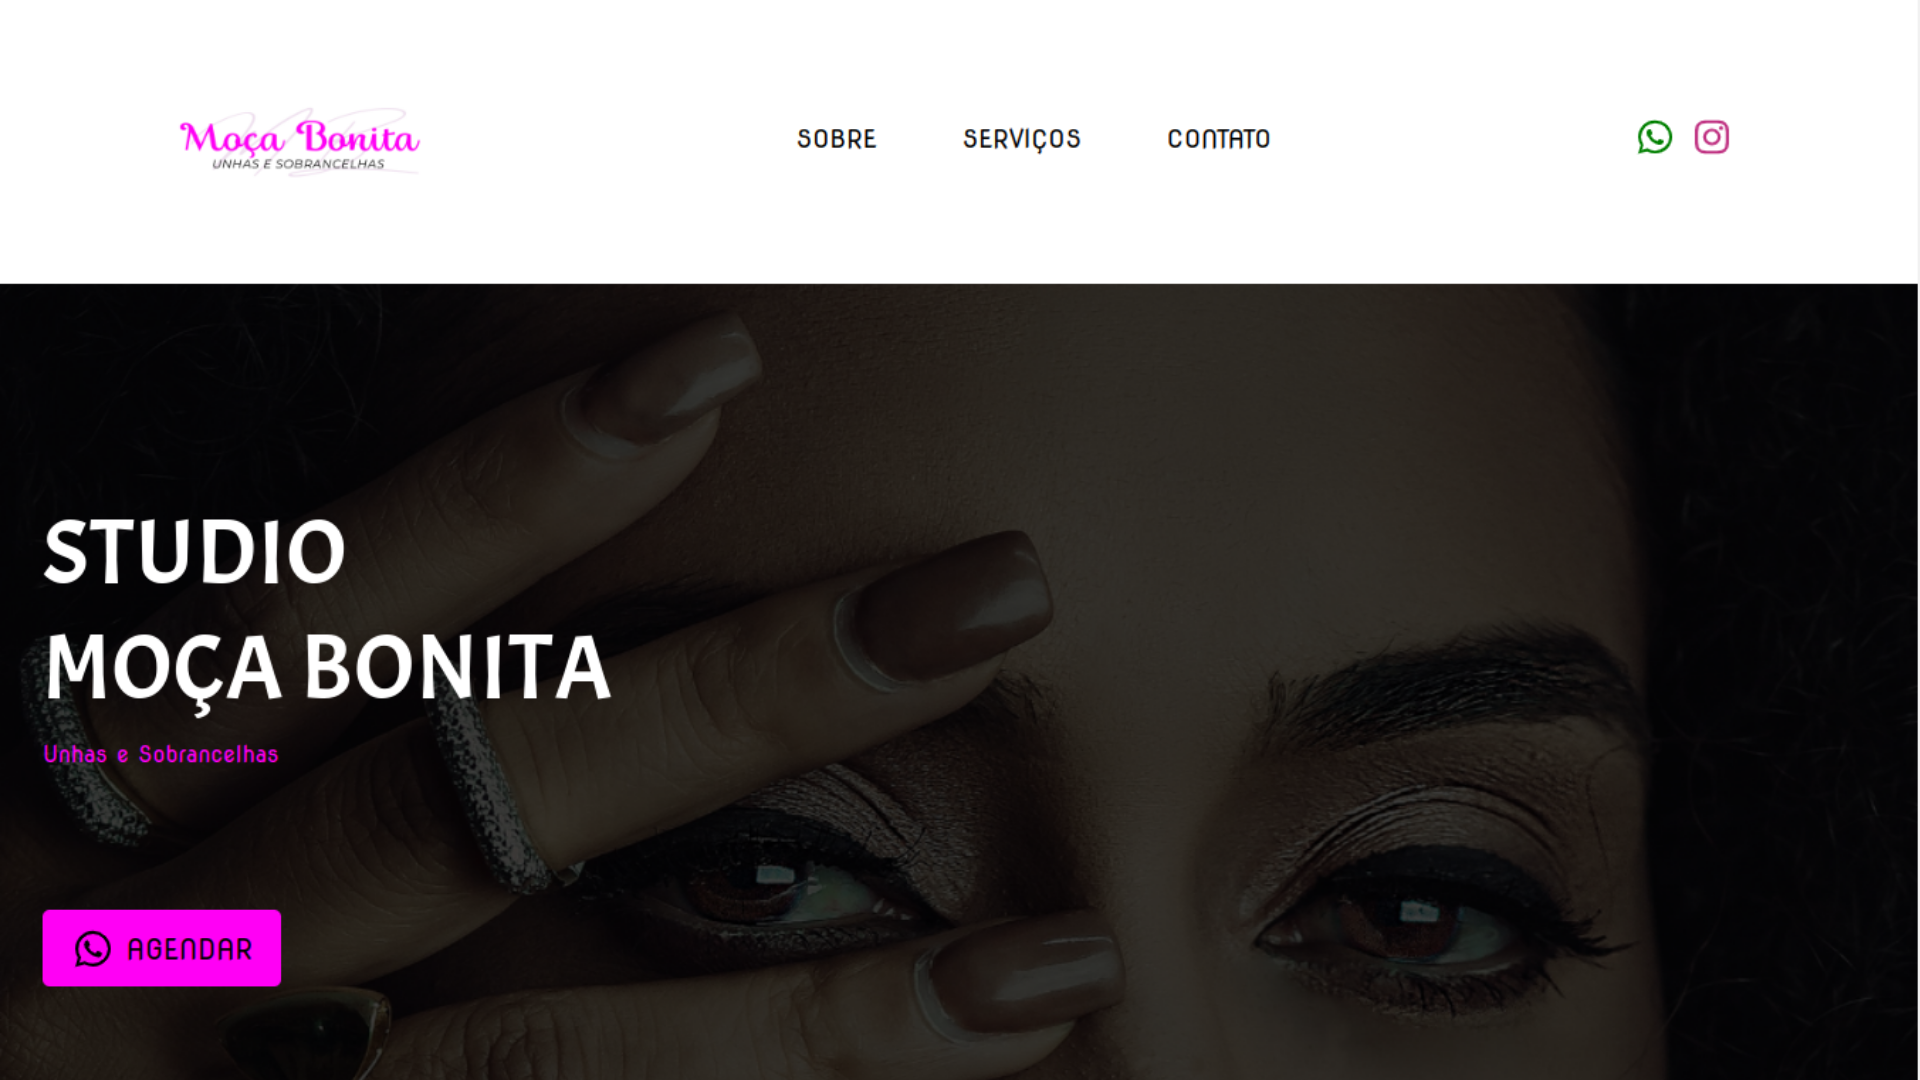 Moça Bonita
UNHAS E SOBRANCELHAS
SOBRE
SERVIÇOS
CONTATO
STUDIO
MOÇA BONITA
Unhas e Sobrancelhas
AGENDAR